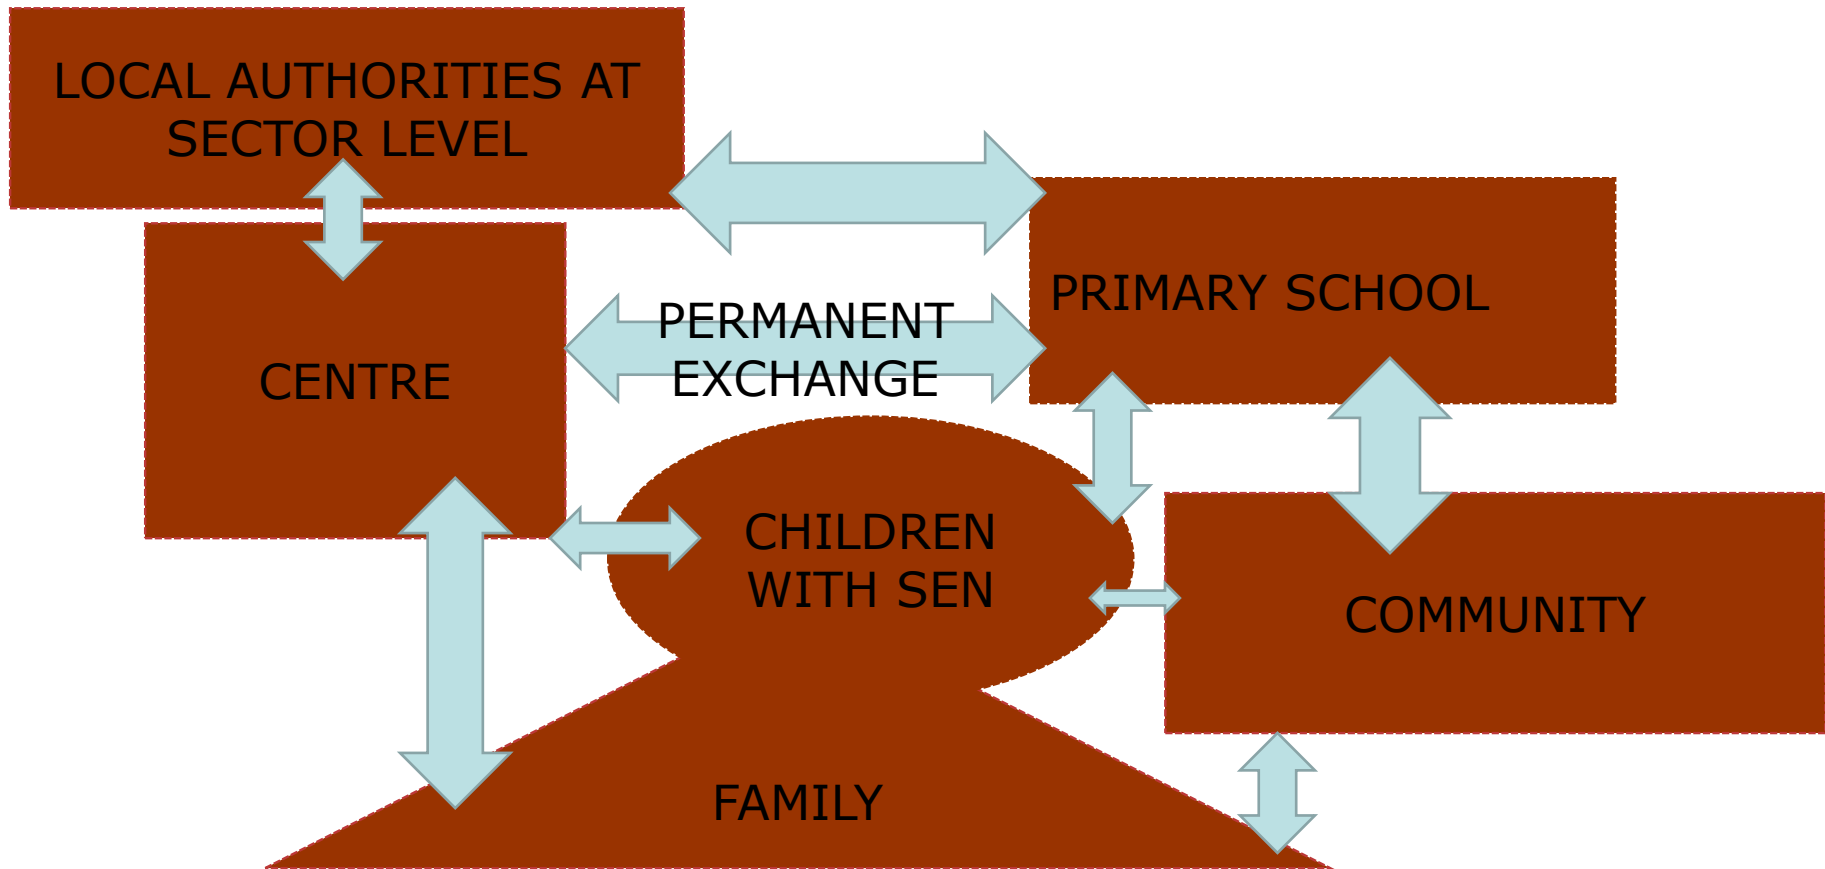 LOCAL AUTHORITIES AT
SECTOR LEVEL
PRIMARY SCHOOL
PERMANENT
EXCHANGE
CENTRE
CHILDREN
WITH SEN
COMMUNITY
FAMILY